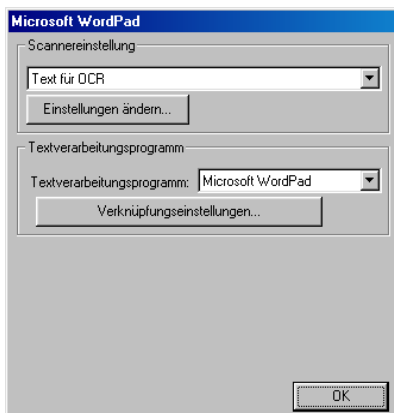 Microsoft WordPad
Scannereinstellung
Text für OCR
Einstellungen ändern...
Textverarbeitungsprogramm
Textverarbeitungsprogramm: Microsoft WordPad
Verknüpfungseinstellungen...
OK